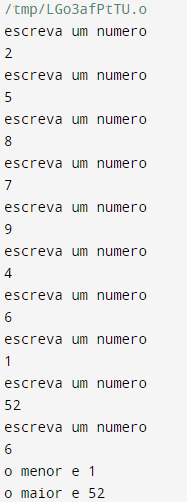 /tmp/LGo3afPtTU.o
escreva um numero
2
escreva um numero
5
escreva um numero
8
escreva um numero
7
escreva um numero
9
escreva um numero
4
escreva um numero
6
escreva um numero
1
escreva um numero
52
escreva um numero
6
o menor e 1
o maior e 52